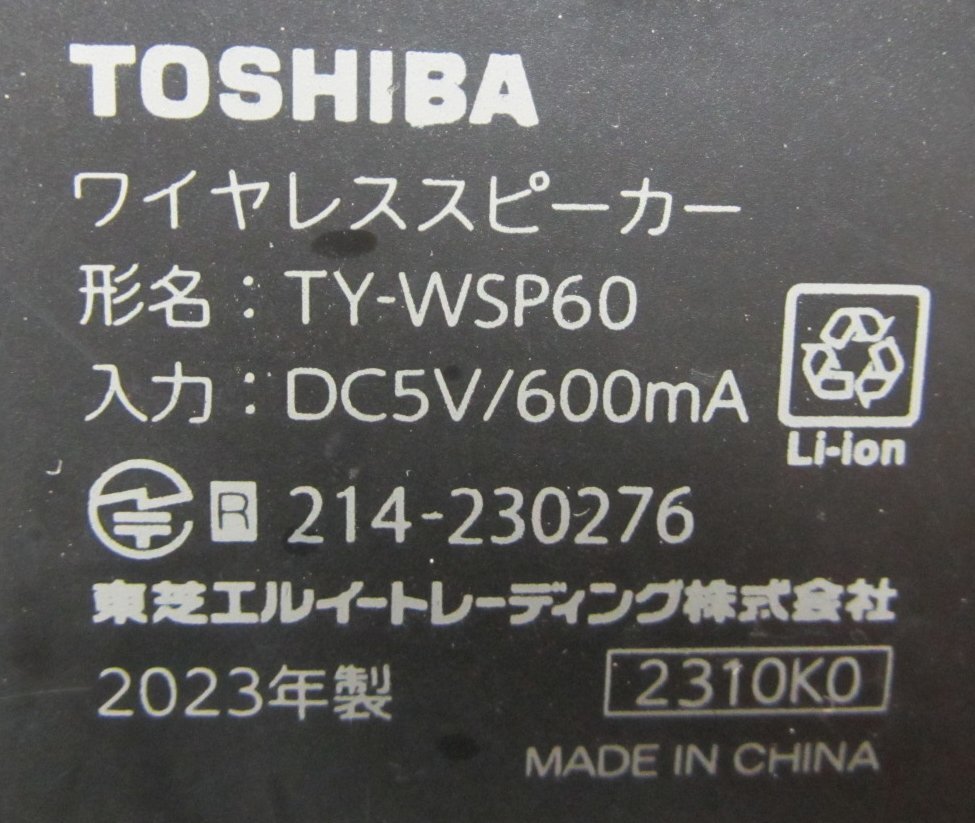 TOSHIBA
ワイヤレススピーカー
形名：TY-WSP60
入力：DC5V/600mA
Li-ion
R 214-230276
東芝エルイートレーディング株式会社
2023年製 2310K0
MADE IN CHINA